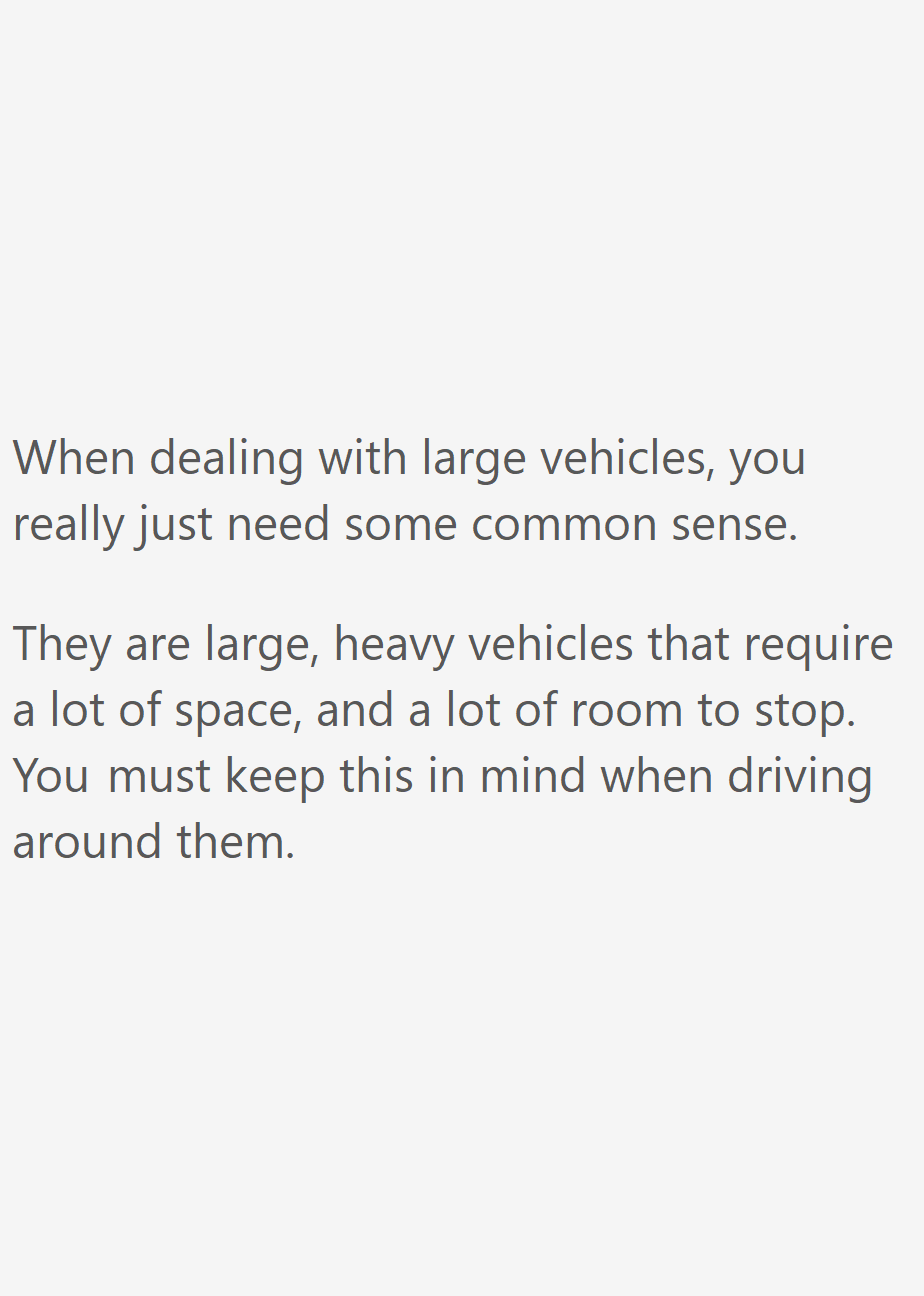 When dealing with large vehicles, you
really just need some common sense.
They are large, heavy vehicles that require
a lot of space, and a lot of room to stop.
You must keep this in mind when driving
around them.